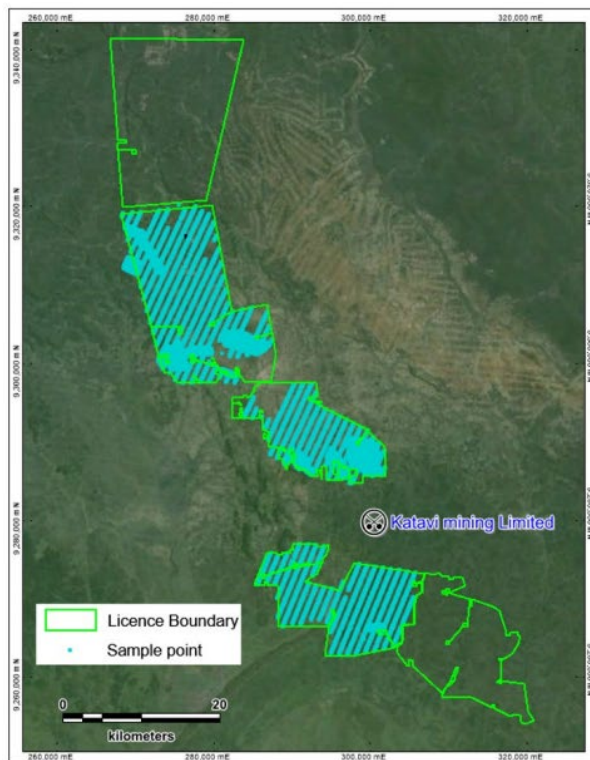 260,000 mE 280,000 mE 300,000 mE 320,000 mE
9,340,000 m N
9,320,000 m N
9,300,000 m N
Katavi mining Limited
9,280,000 m N
Licence Boundary
Sample point
9,260,000 m N
0 20
kilometers
260,000 mE 280,000 mE 300,000 mE 320,000 mE